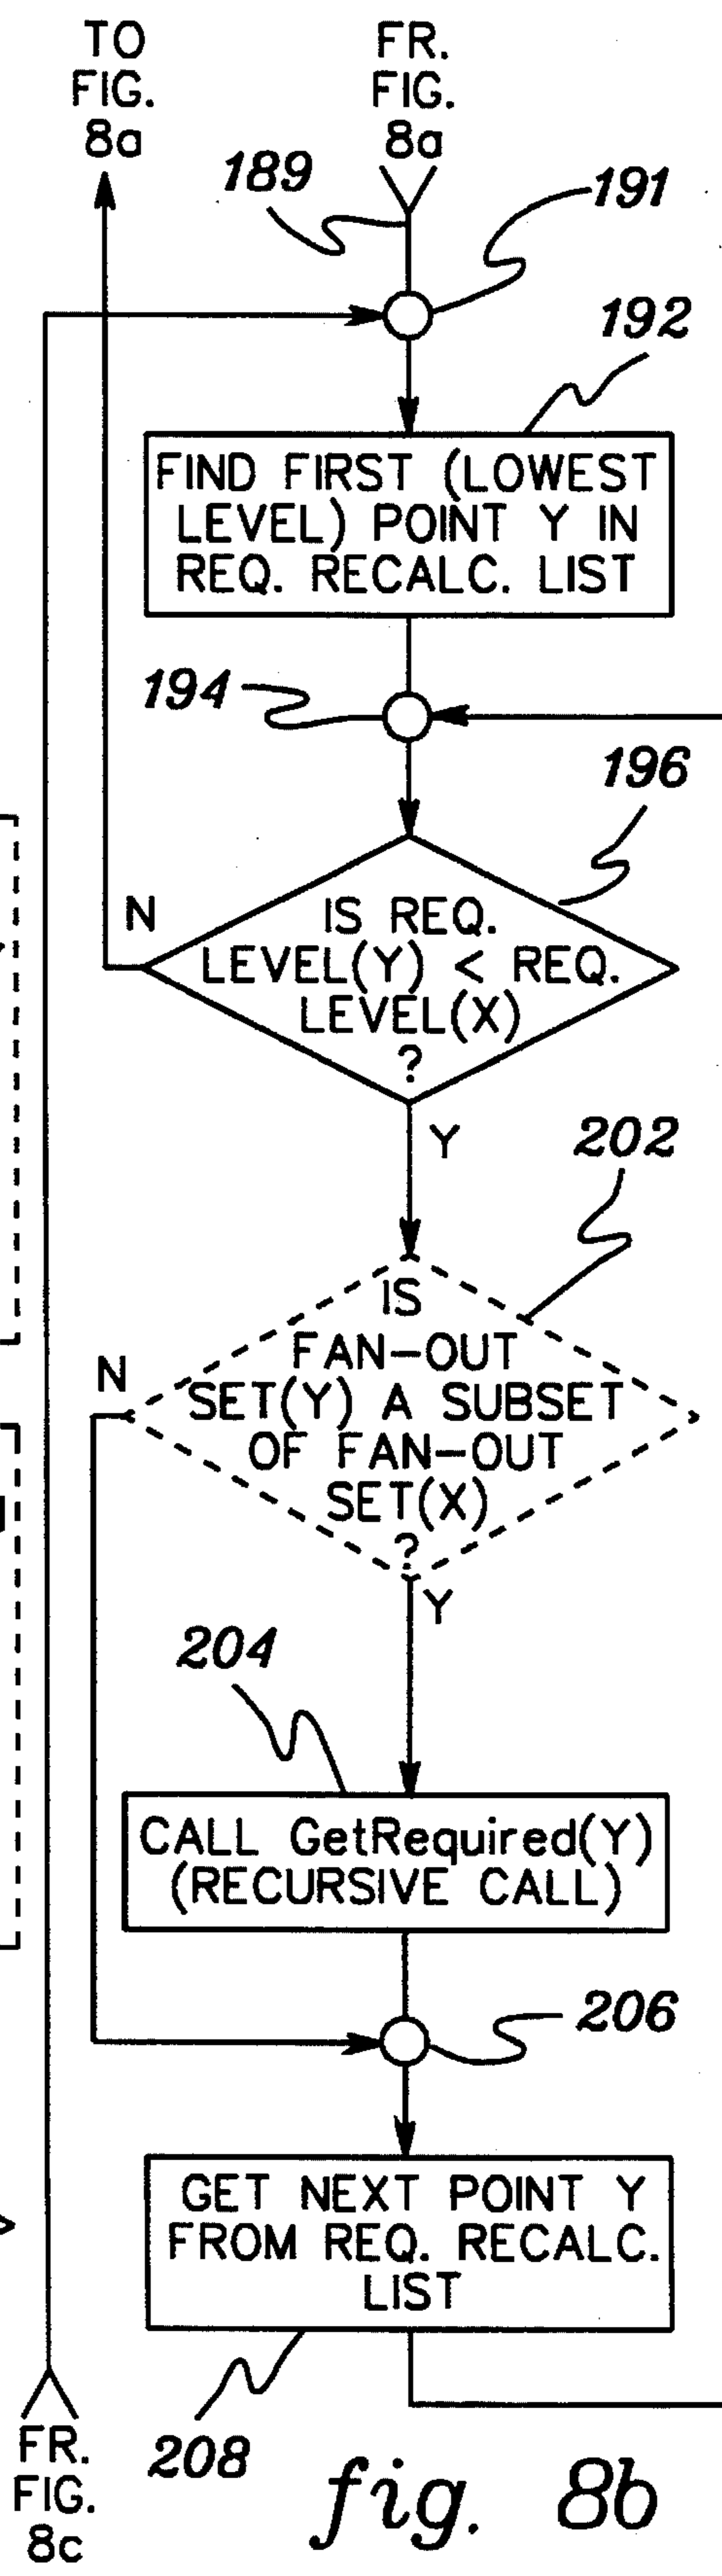 TO
FIG.
8a
FR.
FIG.
8a
189
191
192
FIND FIRST (LOWEST
LEVEL) POINT Y IN
REQ. RECALC. LIST
194
196
N
IS REQ.
LEVEL(Y) < REQ.
LEVEL(X)
?
Y
202
N
IS
FAN-OUT
SET(Y) A SUBSET
OF FAN-OUT
SET(X)
?
Y
204
CALL GetRequired(Y)
(RECURSIVE CALL)
206
GET NEXT POINT Y
FROM REQ. RECALC.
LIST
208
FR.
FIG.
8c
fig. 8b